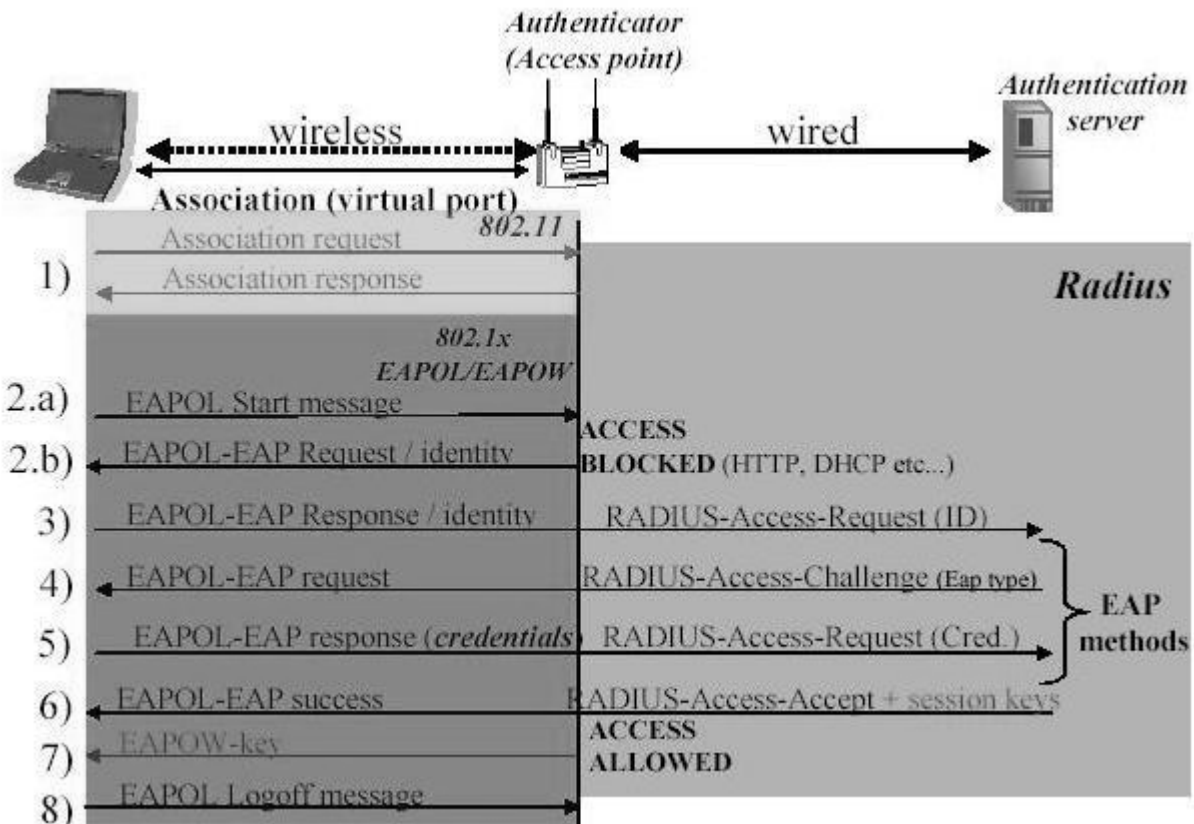 Authenticator
(Access point)
Authentication
server
wireless
wired
Association (virtual port)
802.11
Association request
1)
Association response
Radius
802.1x
EAPOL/EAPOW
2.a)
EAPOL Start message
ACCESS
2.b)
EAPOL-EAP Request / identity
BLOCKED (HTTP, DHCP etc...)
3)
EAPOL-EAP Response / identity
RADIUS-Access-Request (ID)
4)
EAPOL-EAP request
RADIUS-Access-Challenge (Eap type)
EAP
methods
5)
EAPOL-EAP response (credentials)
RADIUS-Access-Request (Cred.)
6)
EAPOL-EAP success
RADIUS-Access-Accept + session keys
7)
EAPOW-key
ACCESS
ALLOWED
8)
EAPOL Logoff message